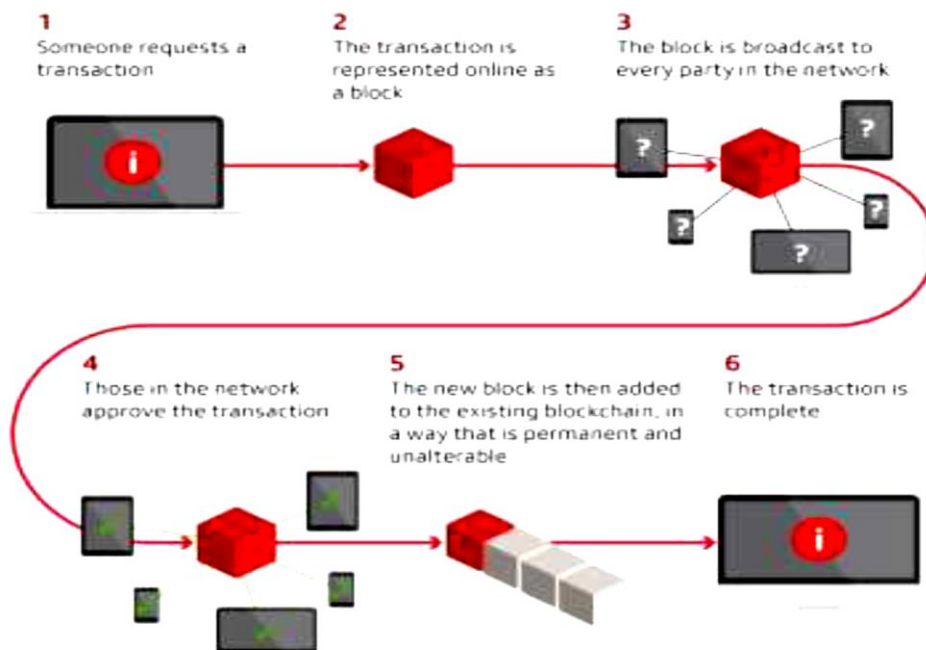 1
Someone requests a
transaction
2
The transaction is
represented online as
a block
3
The block is broadcast to
every party in the network
i
?
?
?
?
?
4
Those in the network
approve the transaction
5
The new block is then added
to the existing blockchain, in
a way that is permanent and
unalterable
6
The transaction is
complete
i